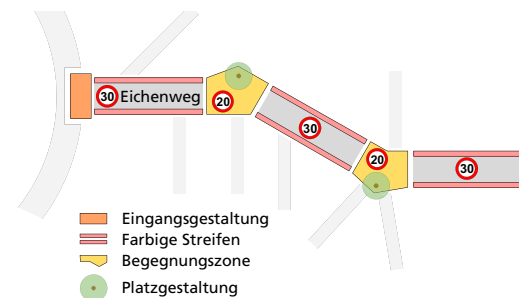 30 Eichenweg
20
30
20
30
Eingangsgestaltung
Farbige Streifen
Begegnungszone
Platzgestaltung